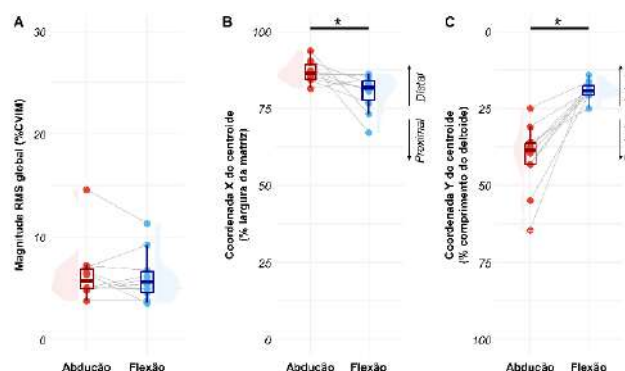 A
Magnitude RMS global (%CVIM)
30
20
10
0
Abdução Flexão
B
*
Coordenada X do centroide
(% largura da matriz)
100
75
50
25
0
Distal
Proximal
Abdução Flexão
C
*
Coordenada Y do centroide
(% comprimento do deltoide)
0
25
50
75
100
Abdução Flexão